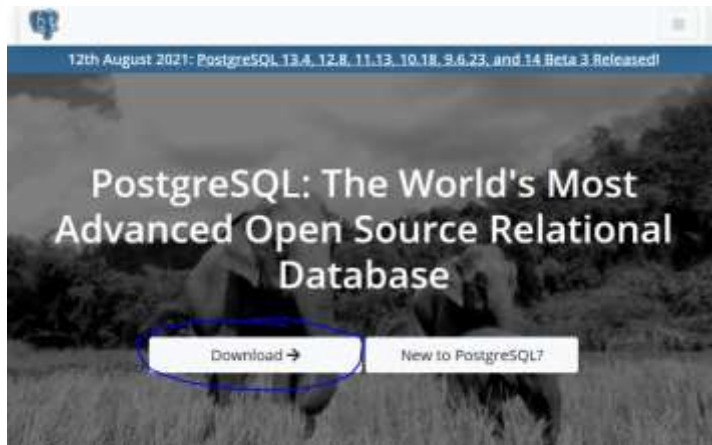 12th August 2021: PostgreSQL 13.4, 12.8, 11.13, 10.18, 9.6.23, and 14 Beta 3 Released!
PostgreSQL: The World's Most
Advanced Open Source Relational
Database
Download →
New to PostgreSQL?